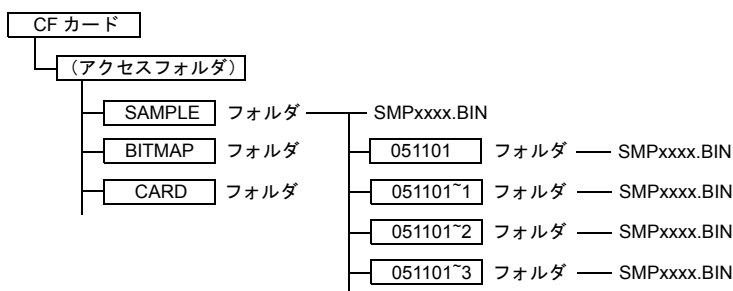 CF カード
（アクセスフォルダ）
SAMPLE フォルダ SMPxxxx.BIN
BITMAP フォルダ 051101 フォルダ SMPxxxx.BIN
CARD フォルダ 051101~1 フォルダ SMPxxxx.BIN
051101~2 フォルダ SMPxxxx.BIN
051101~3 フォルダ SMPxxxx.BIN